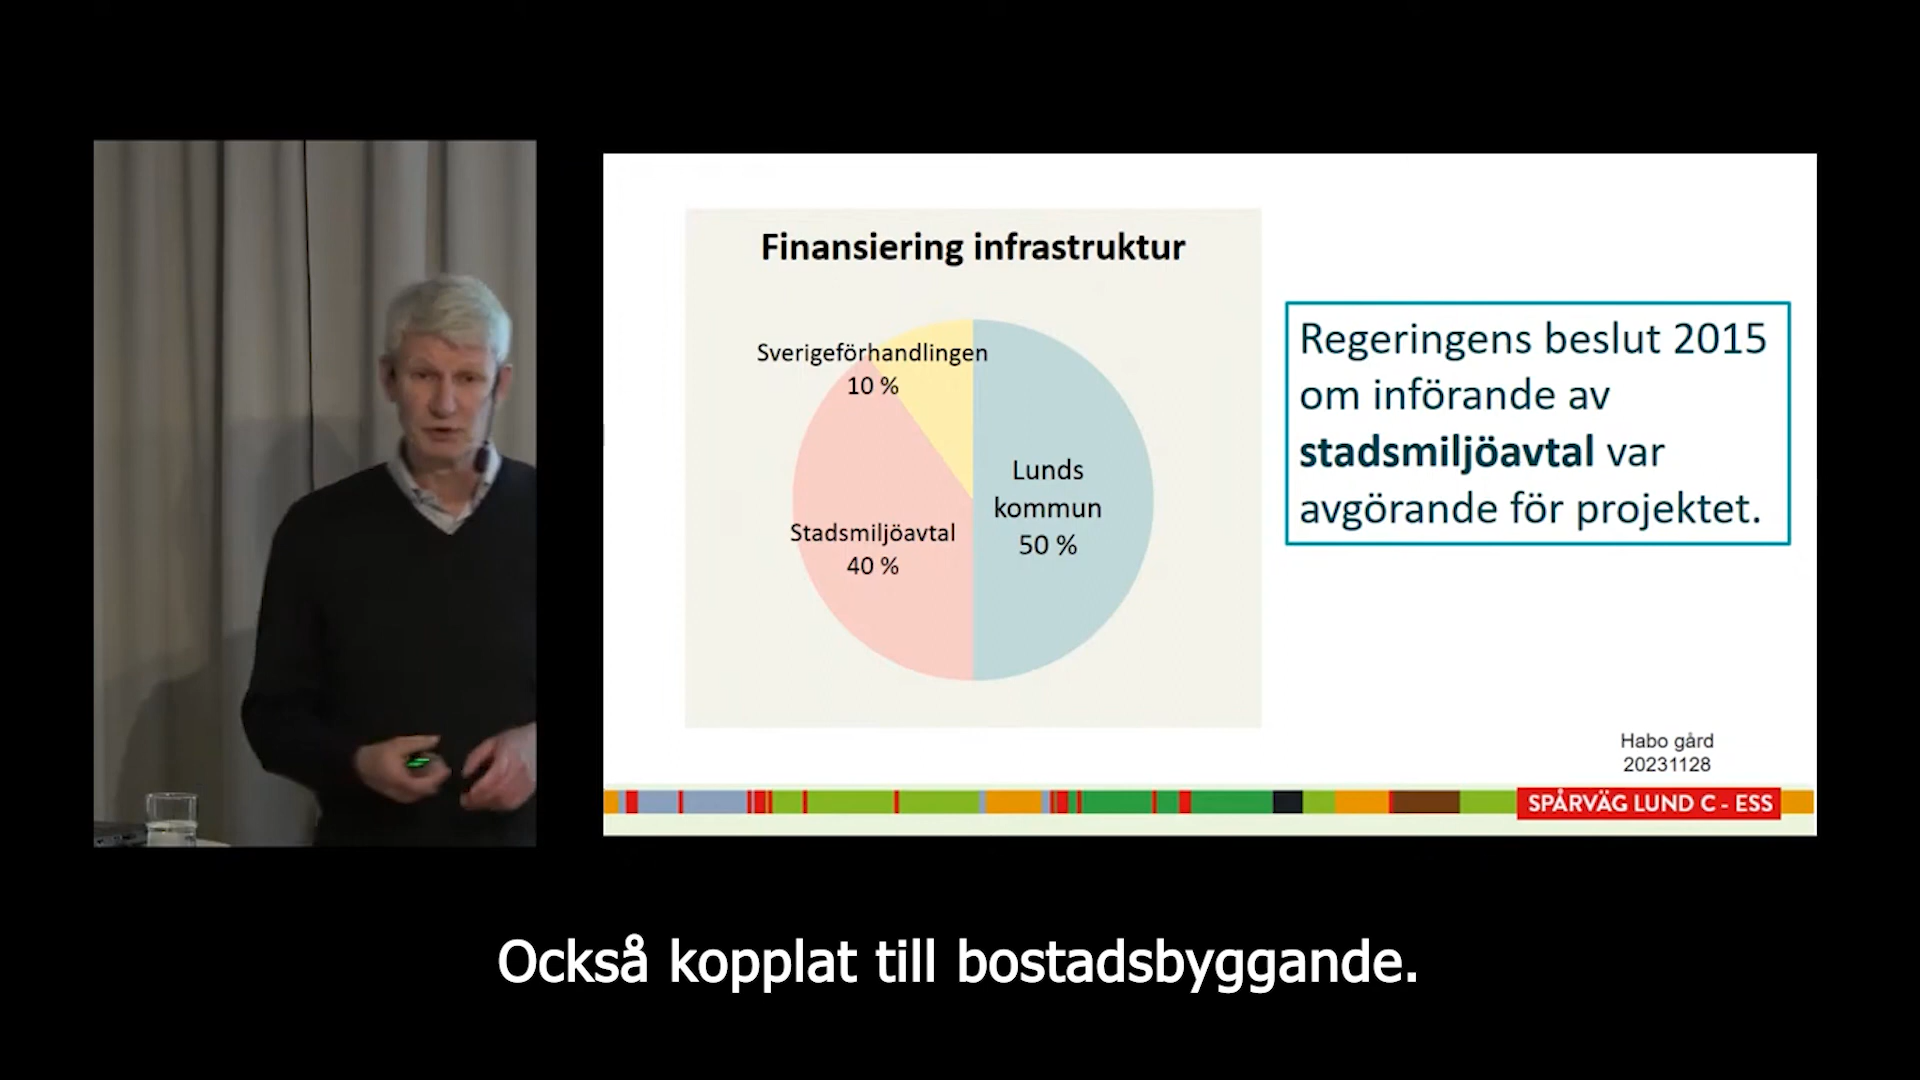 Finansiering infrastruktur
Sverigeförhandlingen
10 %
Stadsmiljöavtal
40 %
Lunds
kommun
50 %
Regeringens beslut 2015
om införande av
stadsmiljöavtal var
avgörande för projektet.
Habo gård
20231128
SPÅRVÄG LUND C - ESS
Också kopplat till bostadsbyggande.